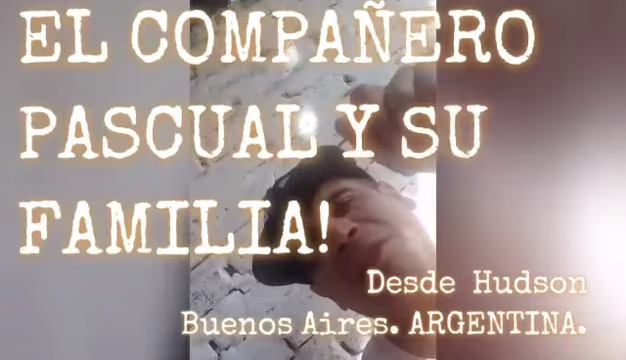 EL COMPAÑERO
PASCUAL Y SU
FAMILIA!
Desde Hudson
Buenos Aires. ARGENTINA.